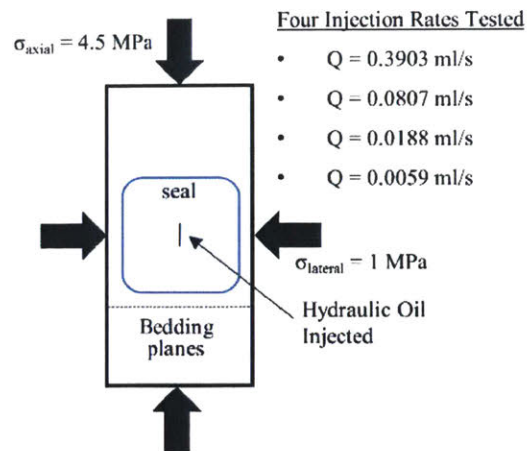 Four Injection Rates Tested
σaxial = 4.5 MPa
• Q = 0.3903 ml/s
• Q = 0.0807 ml/s
• Q = 0.0188 ml/s
• Q = 0.0059 ml/s
seal
σlateral = 1 MPa
Hydraulic Oil
Injected
Bedding
planes